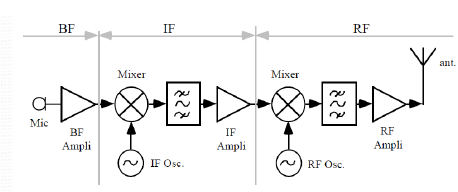 BF IF RF
ant.
Mixer Mixer
Mic
BF
Ampli
IF
Ampli
RF
Ampli
IF Osc.
RF Osc.